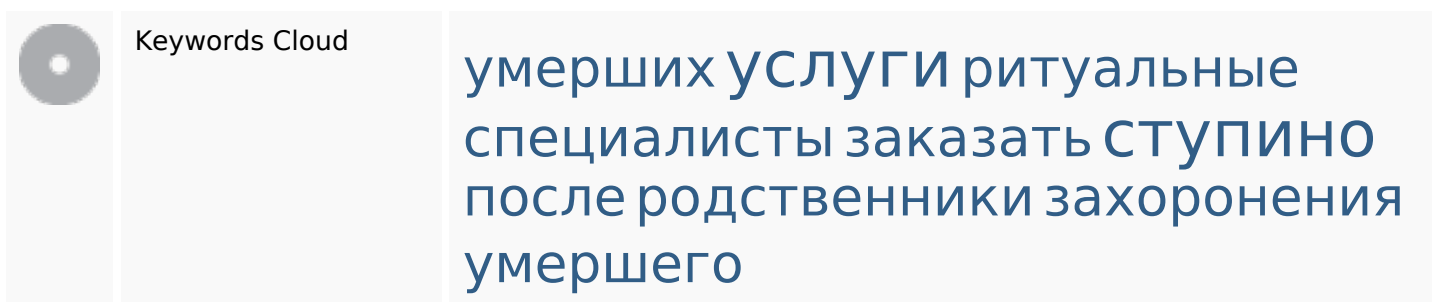 Keywords Cloud
умерших услуги ритуальные
специалисты заказать ступино
после родственники захоронения
умершего